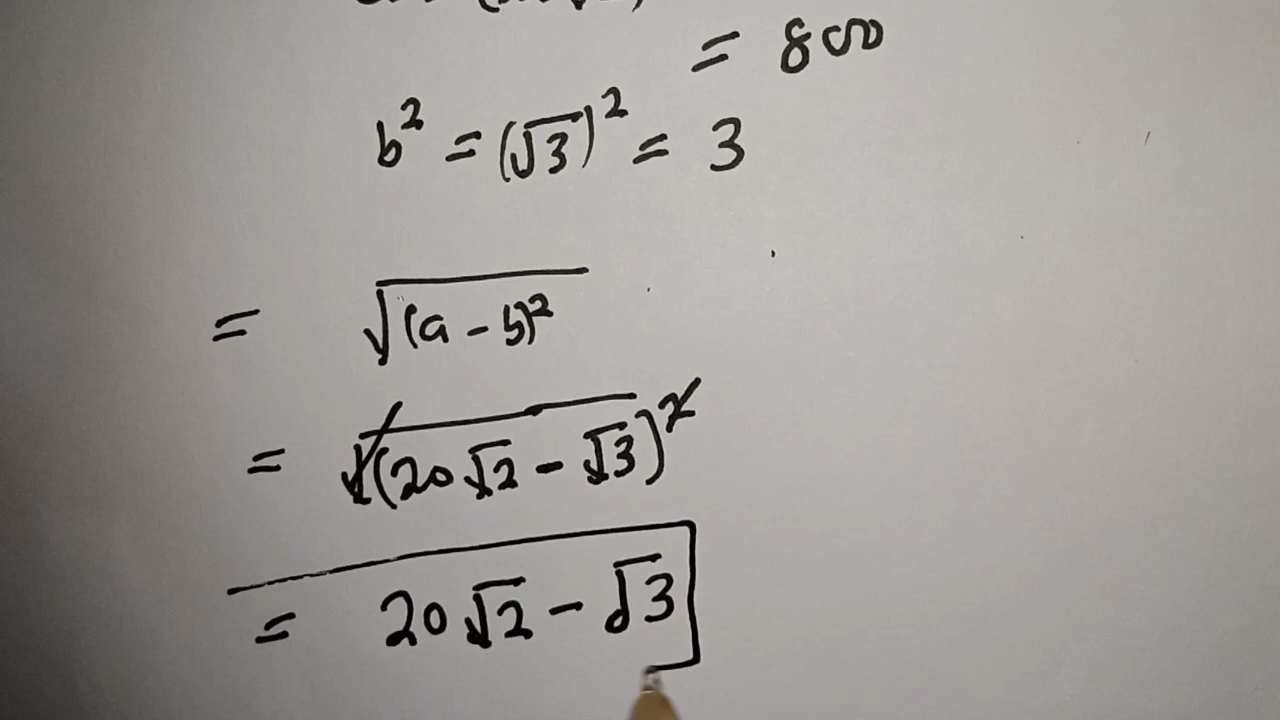 = 800
b² = (√3)² = 3
= √(a - b)²
= √(20√2 - √3)²
= 20√2 - √3